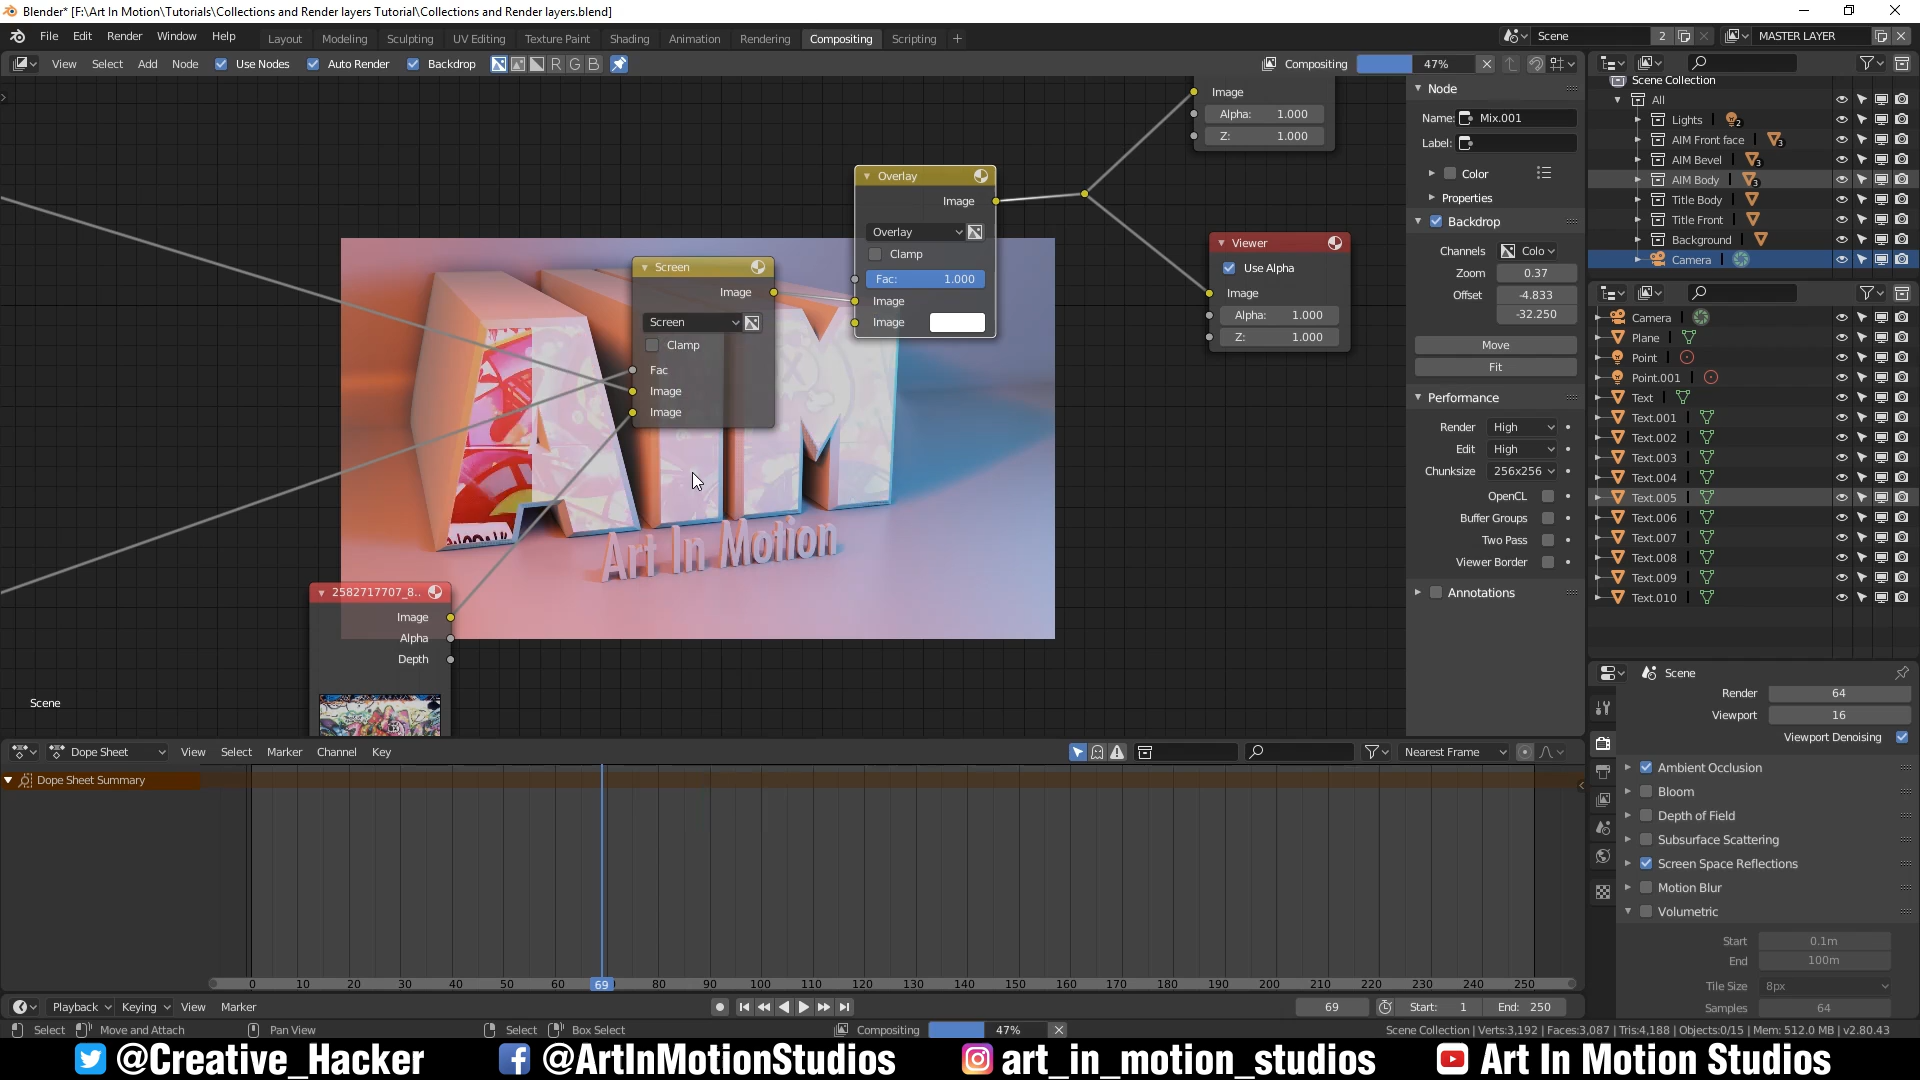 Blender* [F:\Art In Motion\Tutorials\Collections and Render layers Tutorial\Collections and Render layers.blend]
File Edit Render Window Help Layout Modeling Sculpting UV Editing Texture Paint Shading Animation Rendering Compositing Scripting + Scene 2 MASTER LAYER
View Select Add Node Use Nodes Auto Render Backdrop R G B Compositing 47%
Image
Alpha: 1.000
Z: 1.000
Overlay
Image
Overlay
Clamp
Fac: 1.000
Image
Image
Screen
Image
Screen
Clamp
Fac
Image
Image
Viewer
Use Alpha
Image
Alpha: 1.000
Z: 1.000
Art In Motion
2582717707_8..
Image
Alpha
Depth
Scene
Node
Name: Mix.001
Label:
Color
Properties
Backdrop
Channels Colo
Zoom 0.37
Offset -4.833
-32.250
Move
Fit
Performance
Render High
Edit High
Chunksize 256x256
OpenCL
Buffer Groups
Two Pass
Viewer Border
Annotations
Scene Collection
All
Lights 2
AIM Front face 3
AIM Bevel 3
AIM Body 3
Title Body
Title Front
Background
Camera
Camera
Plane
Point
Point.001
Text
Text.001
Text.002
Text.003
Text.004
Text.005
Text.006
Text.007
Text.008
Text.009
Text.010
Scene
Render 64
Viewport 16
Viewport Denoising
Ambient Occlusion
Bloom
Depth of Field
Subsurface Scattering
Screen Space Reflections
Motion Blur
Volumetric
Start 0.1m
End 100m
Tile Size 8px
Samples 64
Dope Sheet View Select Marker Channel Key Nearest Frame
Dope Sheet Summary
0 10 20 30 40 50 60 69 80 90 100 110 120 130 140 150 160 170 180 190 200 210 220 230 240 250
Playback Keying View Marker 69 Start: 1 End: 250
Select Move and Attach Pan View Select Box Select Compositing 47% Scene Collection | Verts:3,192 | Faces:3,087 | Tris:4,188 | Objects:0/15 | Mem: 512.0 MB | v2.80.43
@Creative_Hacker @ArtInMotionStudios art_in_motion_studios Art In Motion Studios